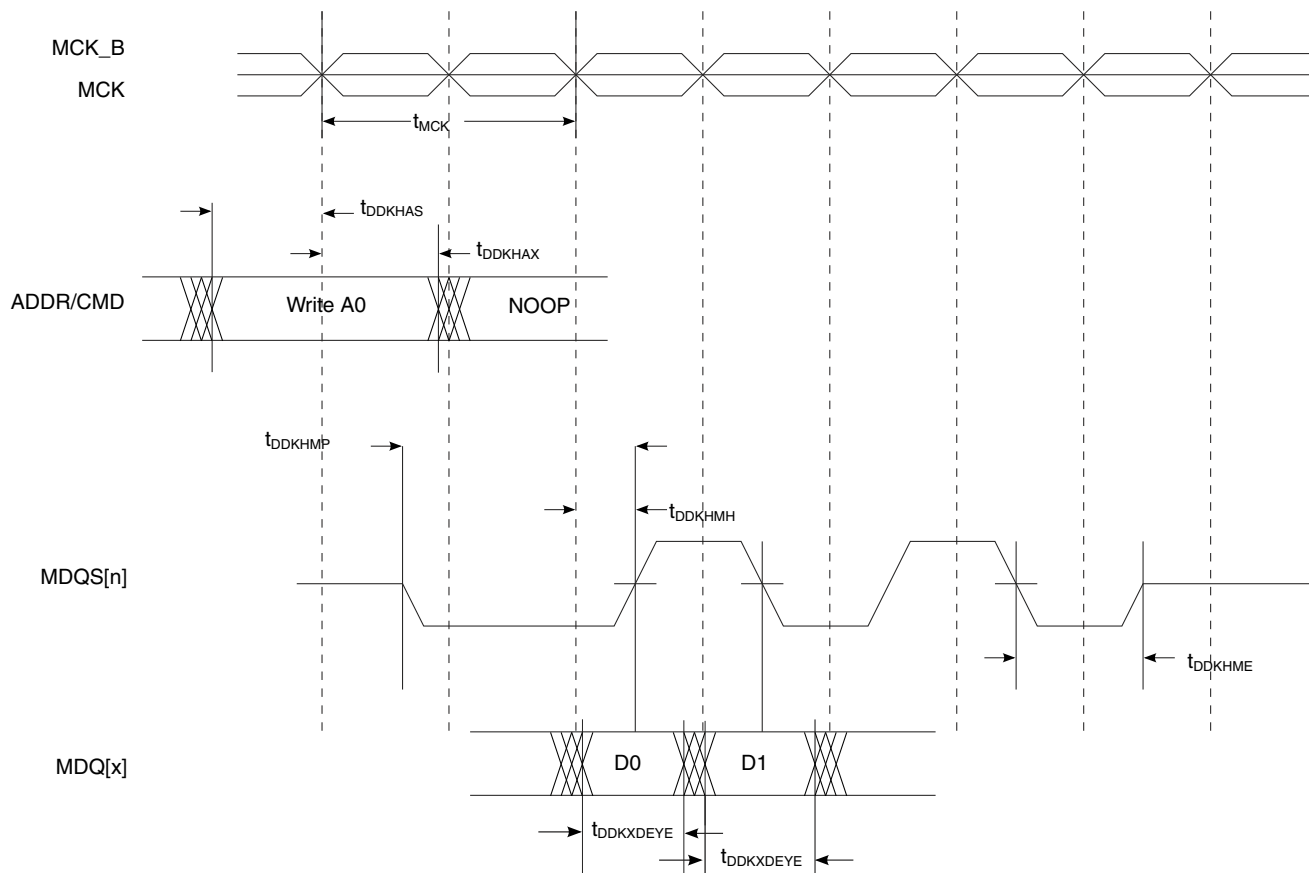 MCK_B
MCK
tMCK
tDDKHAS
tDDKHAX
ADDR/CMD
Write A0
NOOP
tDDKHMP
tDDKHMH
MDQS[n]
tDDKHME
MDQ[x]
D0
D1
tDDKXDEYE
tDDKXDEYE